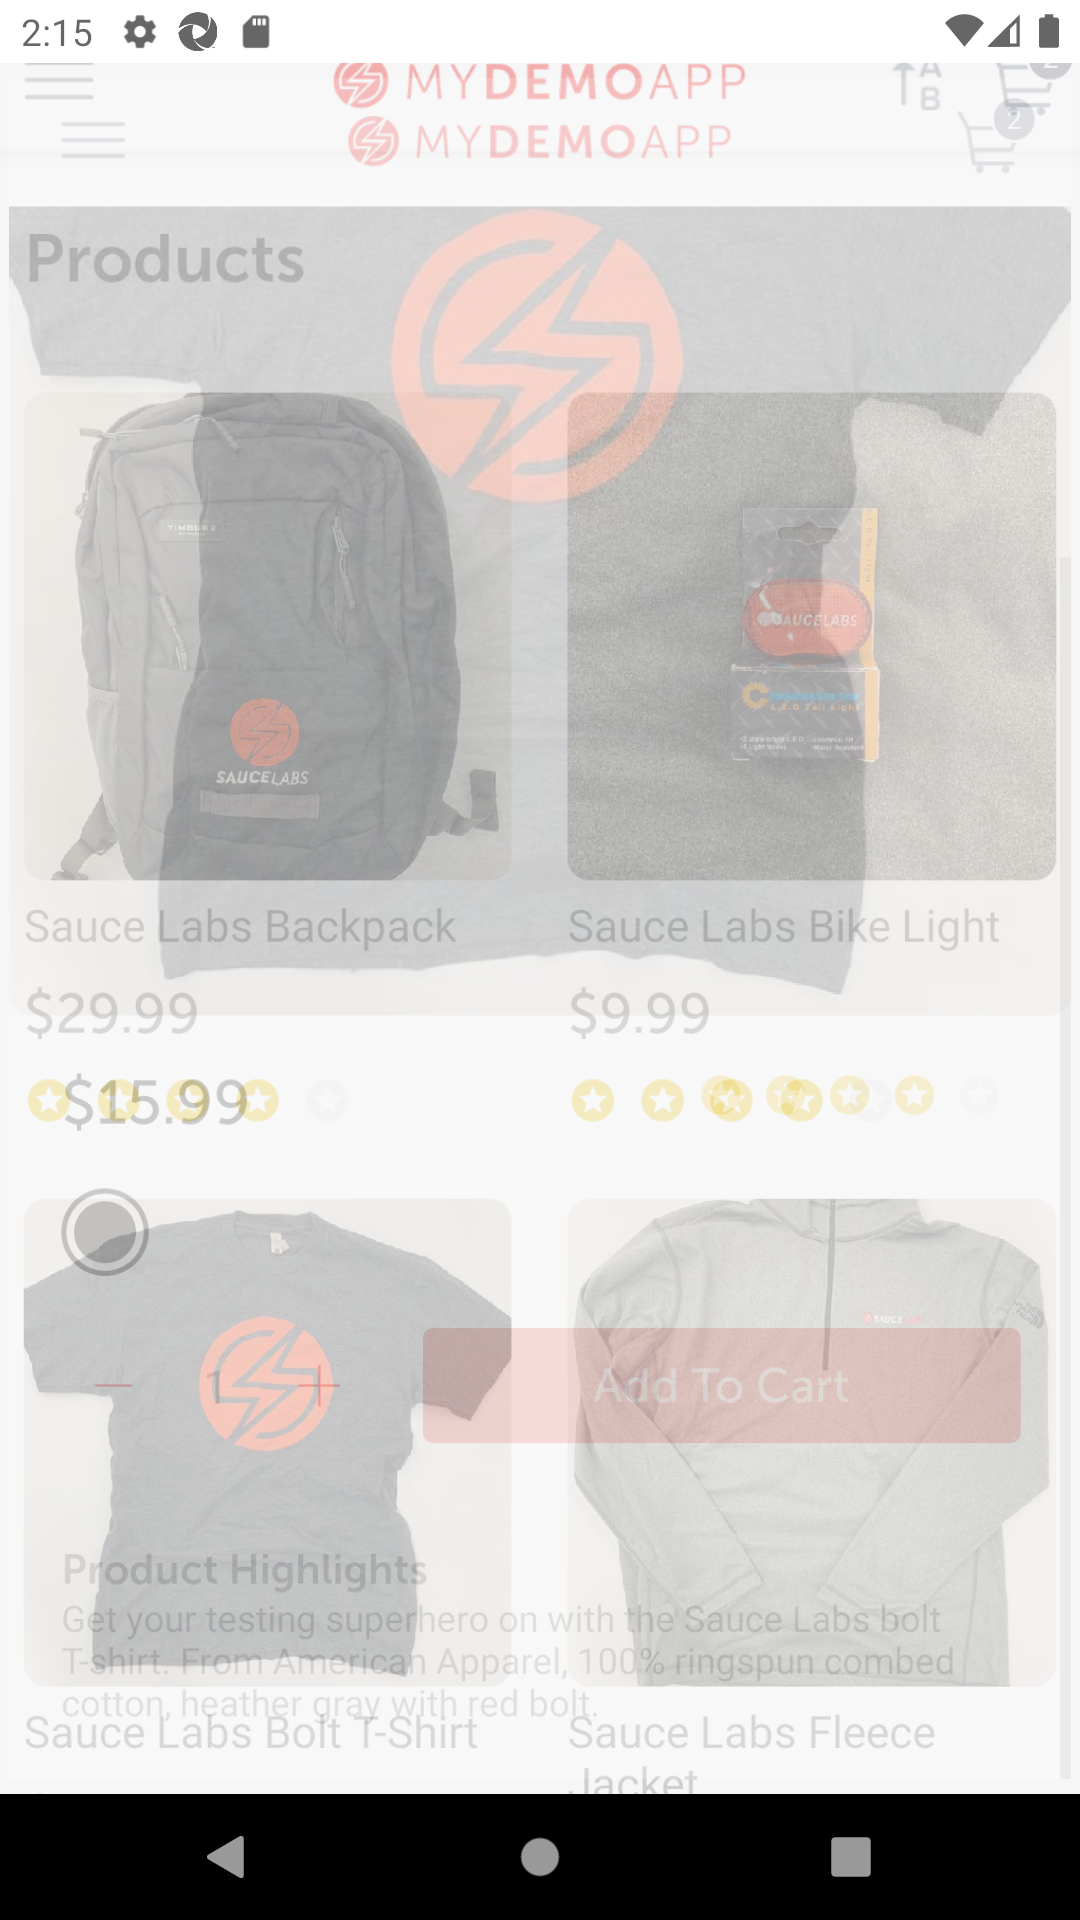 2:15
MYDEMOAPP
A
B
2
MYDEMOAPP
2
Products
TIMBUK2
SAUCELABS
SAUCELABS
L.E.D Tail Light
Sauce Labs Backpack
Sauce Labs Bike Light
$29.99
$9.99
$15.99
SAUCE
1
Add To Cart
Product Highlights
Get your testing superhero on with the Sauce Labs bolt
T-shirt. From American Apparel, 100% ringspun combed
cotton, heather gray with red bolt.
Sauce Labs Bolt T-Shirt
Sauce Labs Fleece
Jacket